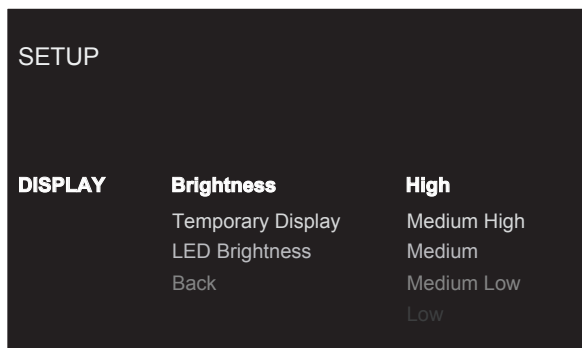 SETUP
DISPLAY Brightness High
Temporary Display Medium High
LED Brightness Medium
Back Medium Low
Low